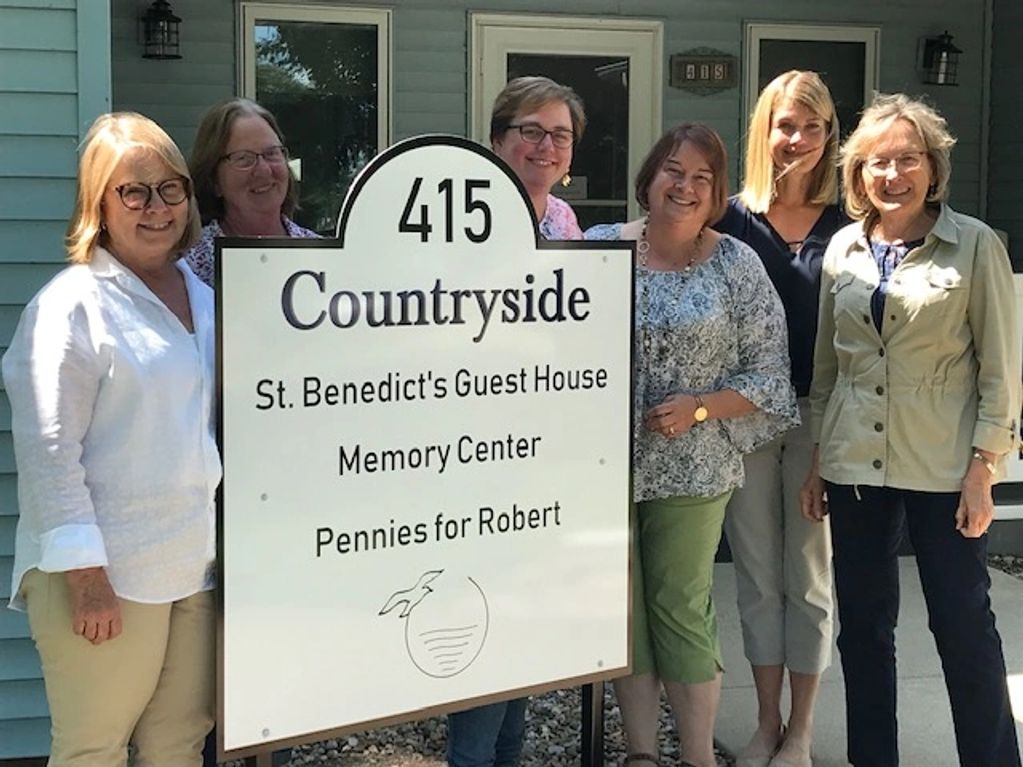 415
415
Countryside
St. Benedict's Guest House
Memory Center
Pennies for Robert